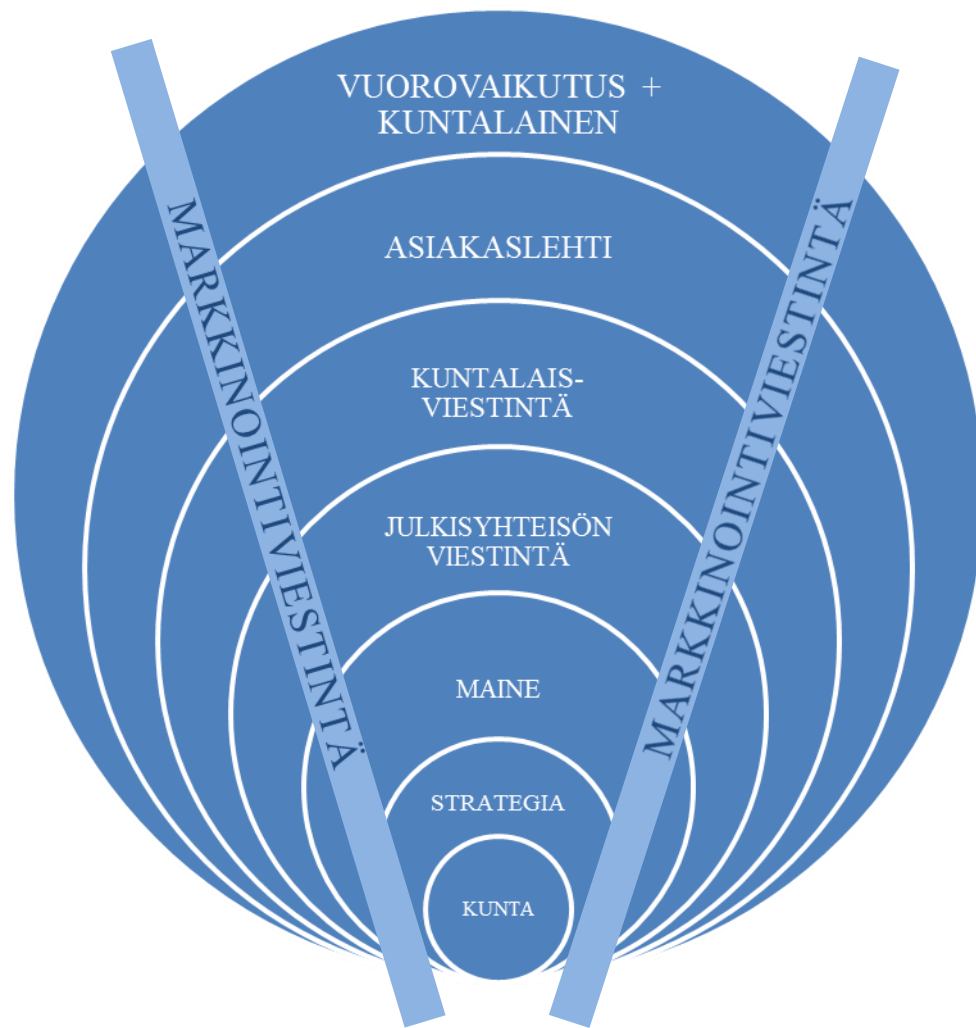 VUOROVAIKUTUS +
KUNTALAINEN
ASIAKASLEHTI
KUNTALAIS-
VIESTINTÄ
JULKISYHTEISÖN
VIESTINTÄ
MAINE
STRATEGIA
KUNTA
MARKKINOINTIVIESTINTÄ
MARKKINOINTIVIESTINTÄ